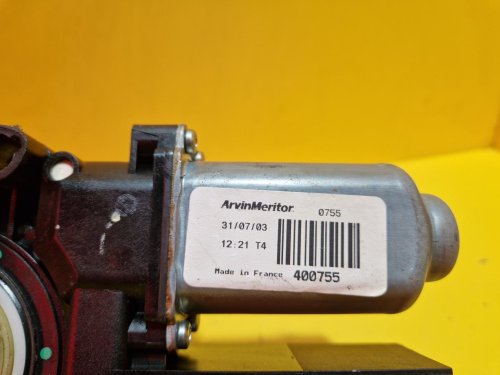 ArvinMeritor 0755
31/07/03
12:21 T4
Made in France 400755